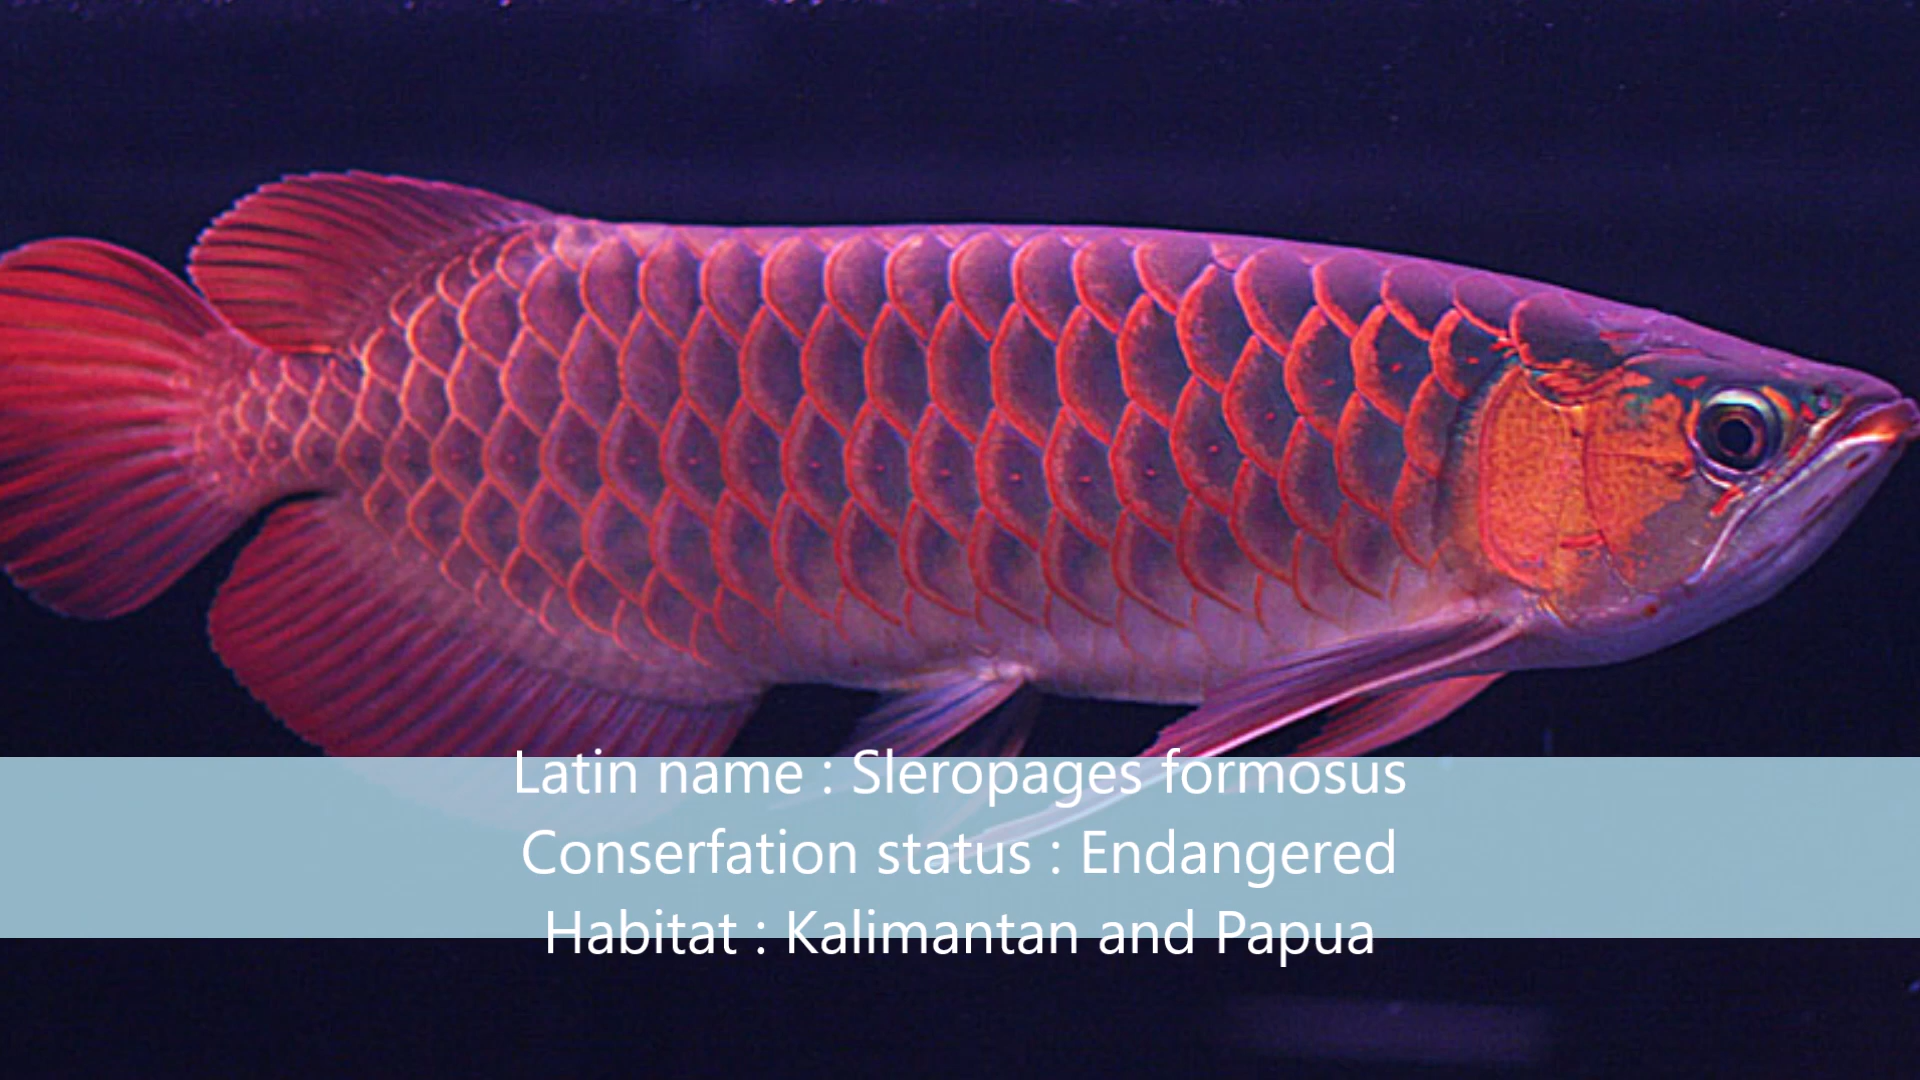 Latin name : Sleropages formosus
Conserfation status : Endangered
Habitat : Kalimantan and Papua